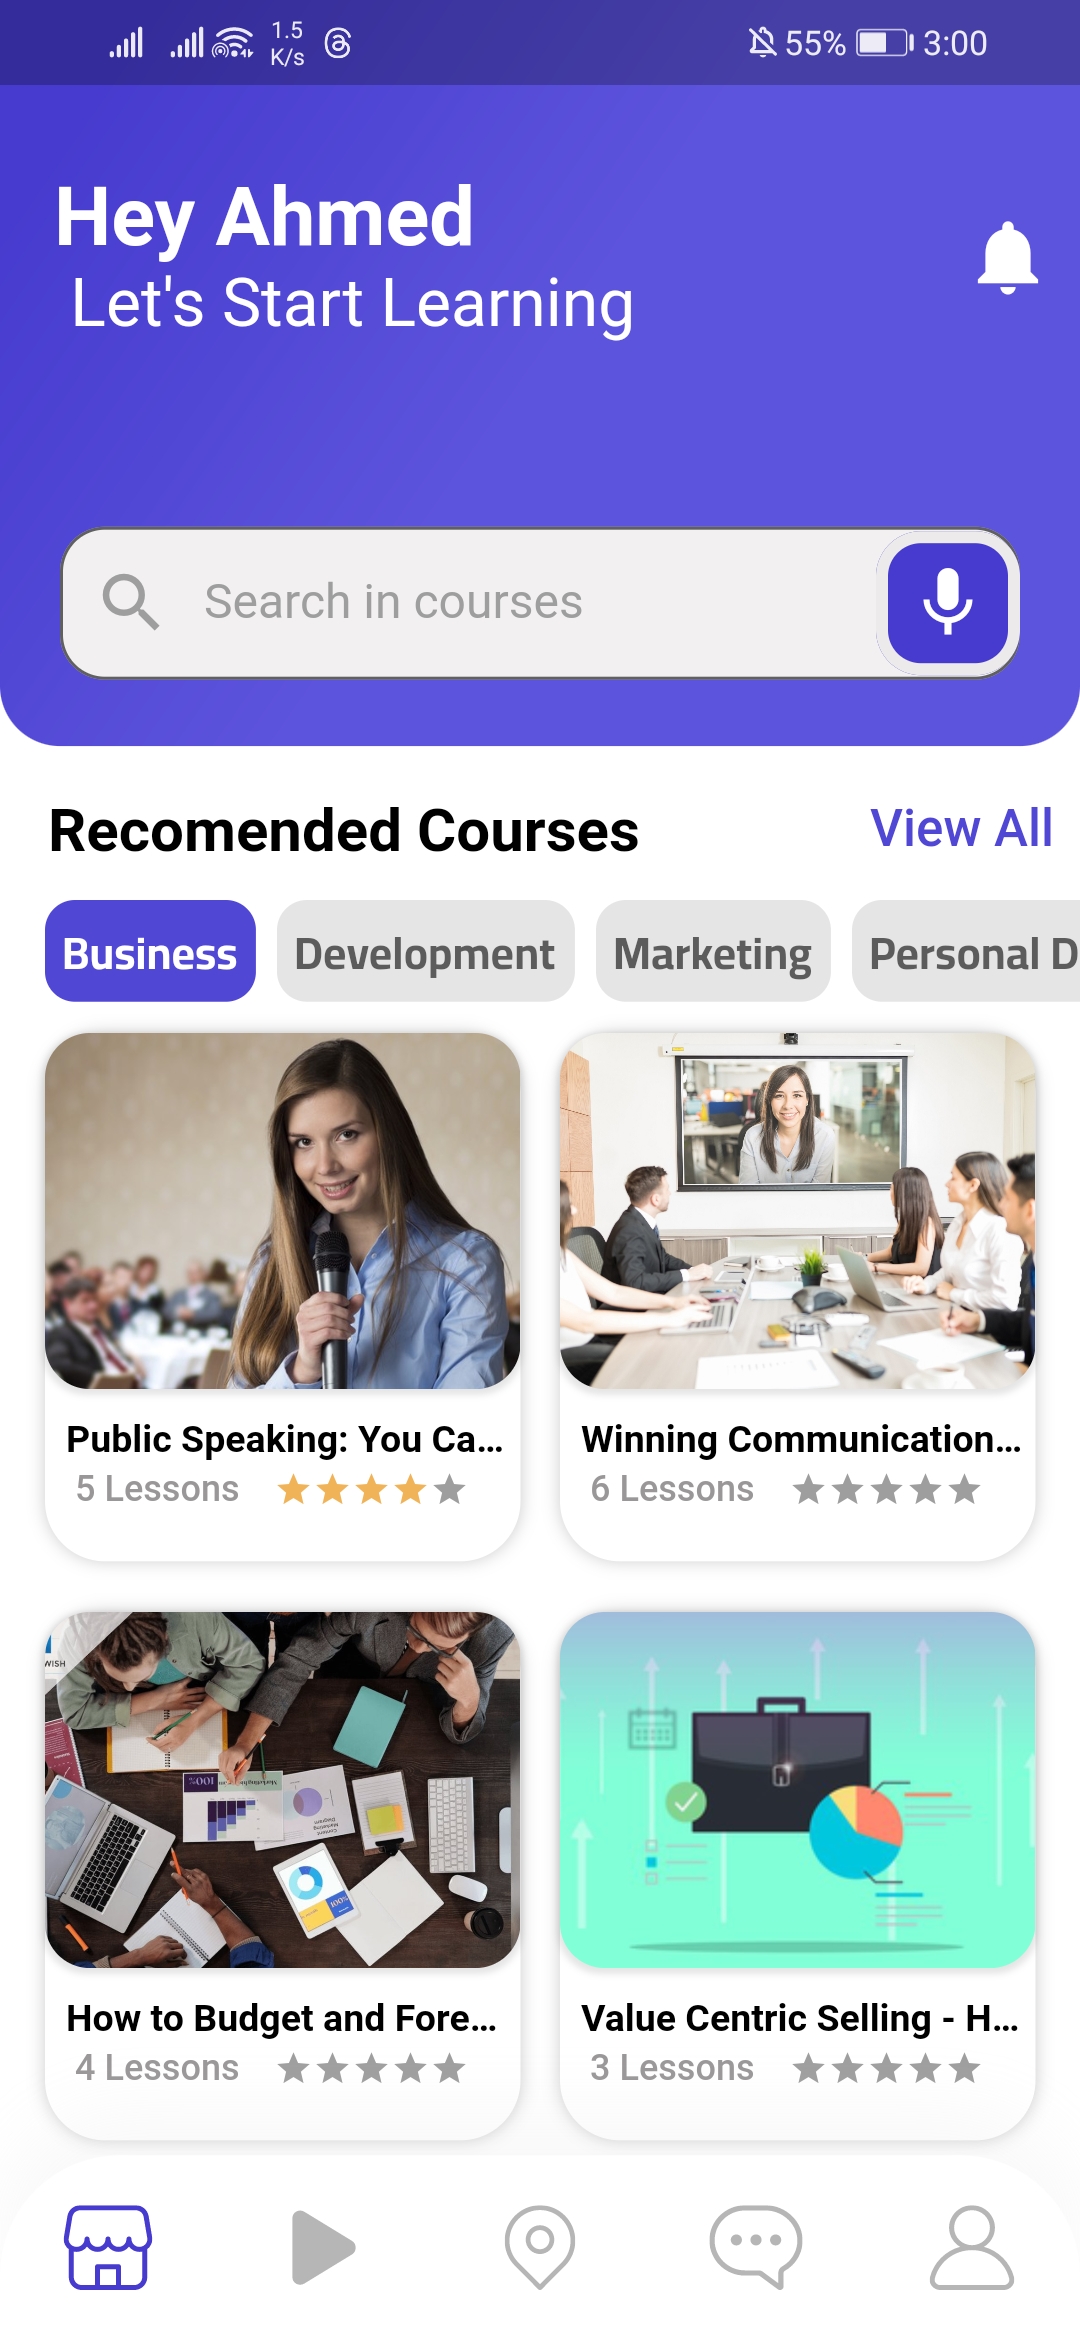 1.5
K/s
55% 3:00
Hey Ahmed
Let's Start Learning
Search in courses
Recomended Courses View All
Business Development Marketing Personal D
Public Speaking: You Ca... Winning Communication...
5 Lessons 6 Lessons
WISH
100%
How to Budget and Fore... Value Centric Selling - H...
4 Lessons 3 Lessons